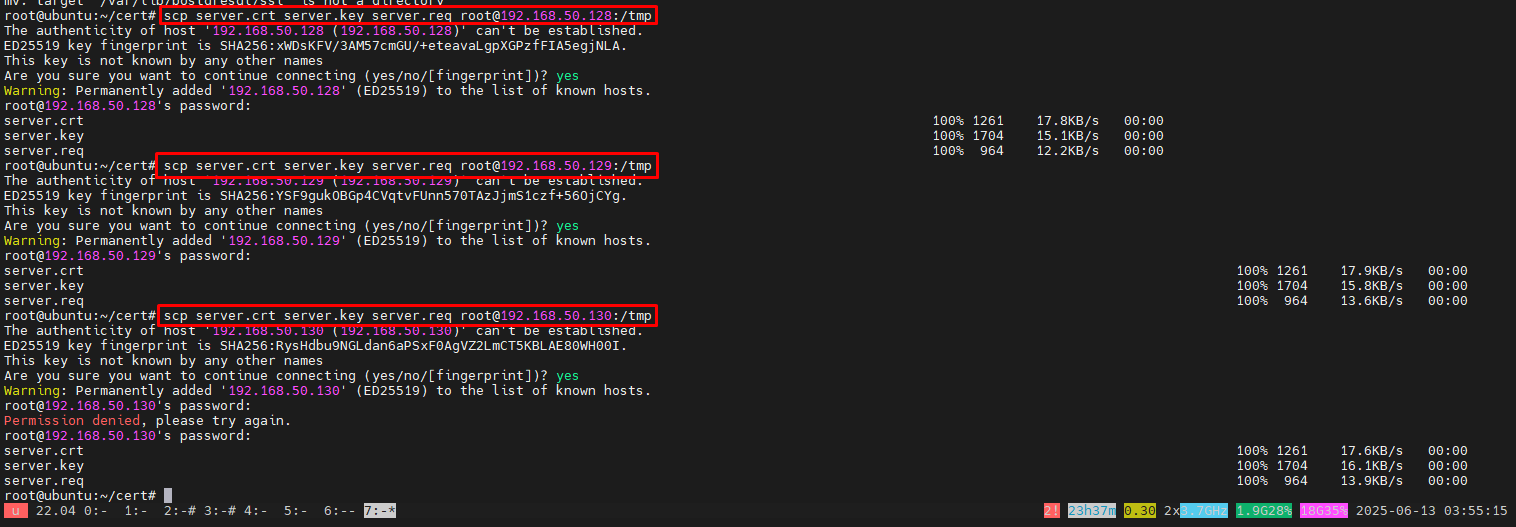 mv: target '/var/lib/postgresql/ssl' is not a directory
root@ubuntu:~/cert# scp server.crt server.key server.req root@192.168.50.128:/tmp
The authenticity of host '192.168.50.128 (192.168.50.128)' can't be established.
ED25519 key fingerprint is SHA256:xWDsKFV/3AM57cmGU/+eteavaLgpXGPzfFIA5egjNLA.
This key is not known by any other names
Are you sure you want to continue connecting (yes/no/[fingerprint])? yes
Warning: Permanently added '192.168.50.128' (ED25519) to the list of known hosts.
root@192.168.50.128's password:
server.crt 100% 1261 17.8KB/s 00:00
server.key 100% 1704 15.1KB/s 00:00
server.req 100% 964 12.2KB/s 00:00
root@ubuntu:~/cert# scp server.crt server.key server.req root@192.168.50.129:/tmp
The authenticity of host '192.168.50.129 (192.168.50.129)' can't be established.
ED25519 key fingerprint is SHA256:YSF9gukOBGp4CVqtvFUnn570TAzJjmS1czf+56OjCYg.
This key is not known by any other names
Are you sure you want to continue connecting (yes/no/[fingerprint])? yes
Warning: Permanently added '192.168.50.129' (ED25519) to the list of known hosts.
root@192.168.50.129's password:
server.crt 100% 1261 17.9KB/s 00:00
server.key 100% 1704 15.8KB/s 00:00
server.req 100% 964 13.6KB/s 00:00
root@ubuntu:~/cert# scp server.crt server.key server.req root@192.168.50.130:/tmp
The authenticity of host '192.168.50.130 (192.168.50.130)' can't be established.
ED25519 key fingerprint is SHA256:RysHdbu9NGLdan6aPSxF0AgVZ2LmCT5KBLAE80WH00I.
This key is not known by any other names
Are you sure you want to continue connecting (yes/no/[fingerprint])? yes
Warning: Permanently added '192.168.50.130' (ED25519) to the list of known hosts.
root@192.168.50.130's password:
Permission denied, please try again.
root@192.168.50.130's password:
server.crt 100% 1261 17.6KB/s 00:00
server.key 100% 1704 16.1KB/s 00:00
server.req 100% 964 13.9KB/s 00:00
root@ubuntu:~/cert#
u 22.04 0:- 1:- 2:-# 3:-# 4:- 5:- 6:-- 7:-* 2! 23h37m 0.30 2x3.7GHz 1.9G28% 18G35% 2025-06-13 03:55:15